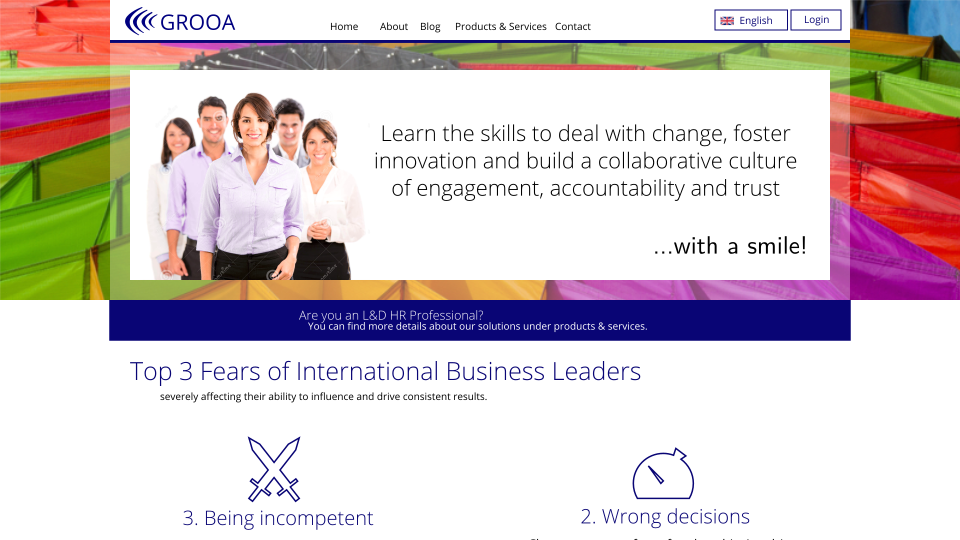 GROOA
Home About Blog Products & Services Contact
English
Login
Learn the skills to deal with change, foster
innovation and build a collaborative culture
of engagement, accountability and trust
...with a smile!
Are you an L&D HR Professional?
You can find more details about our solutions under products & services.
Top 3 Fears of International Business Leaders
severely affecting their ability to influence and drive consistent results.
3. Being incompetent
2. Wrong decisions